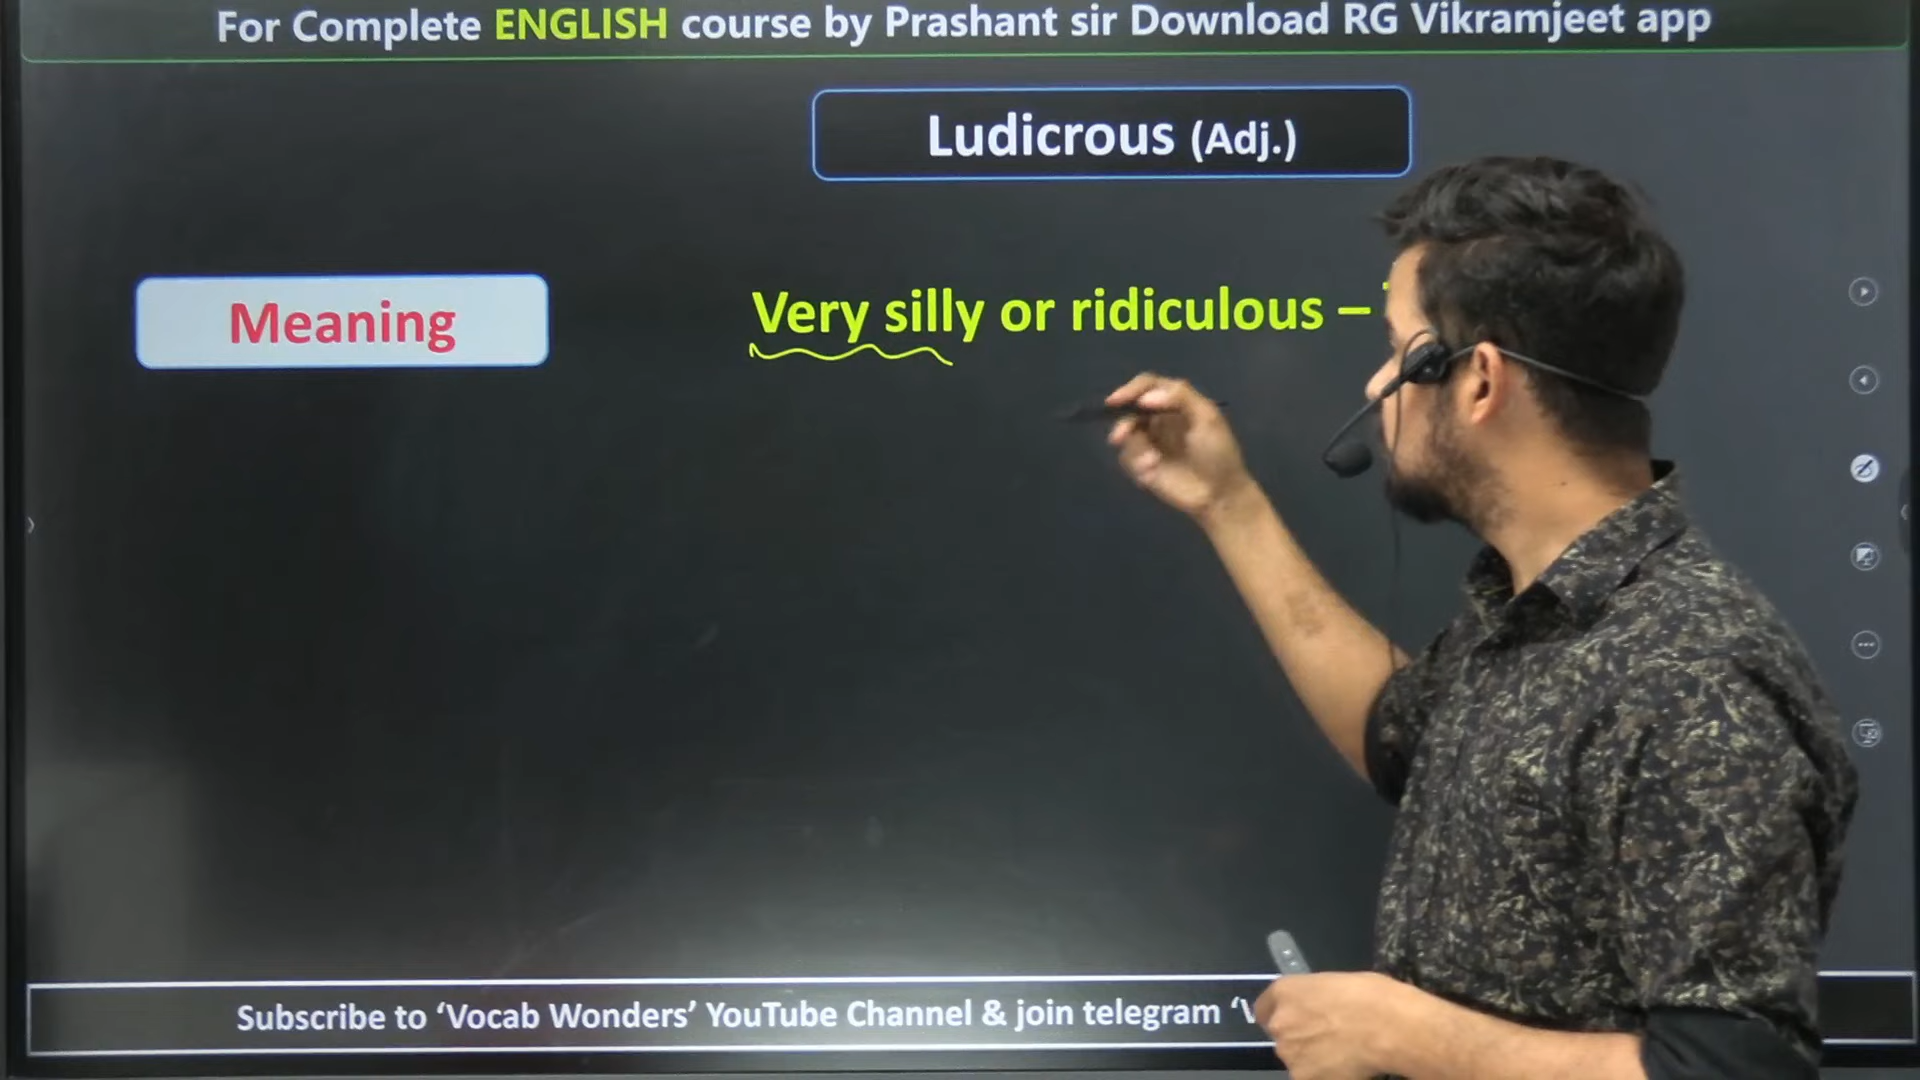 For Complete ENGLISH course by Prashant sir Download RG Vikramjeet app
Ludicrous (Adj.)
Meaning
Very silly or ridiculous –
Subscribe to ‘Vocab Wonders’ YouTube Channel & join telegram